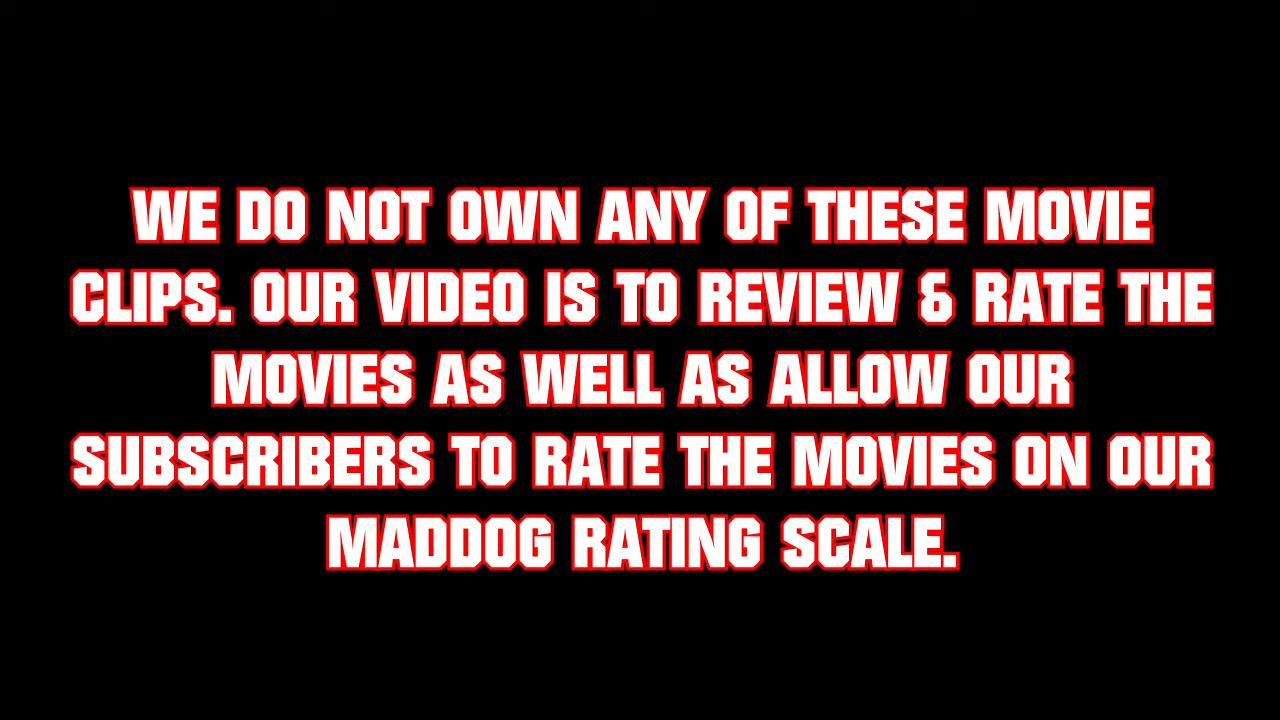 WE DO NOT OWN ANY OF THESE MOVIE
CLIPS. OUR VIDEO IS TO REVIEW & RATE THE
MOVIES AS WELL AS ALLOW OUR
SUBSCRIBERS TO RATE THE MOVIES ON OUR
MADDOG RATING SCALE.